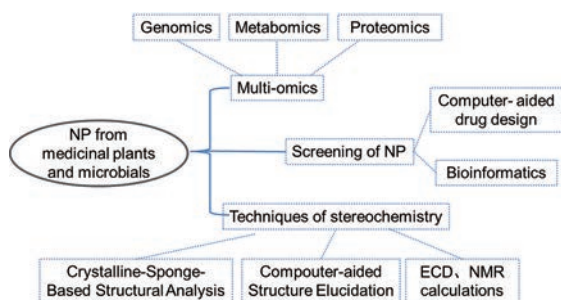 Genomics
Metabomics
Proteomics
Multi-omics
NP from
medicinal plants
and microbials
Screening of NP
Computer- aided
drug design
Bioinformatics
Techniques of stereochemistry
Crystalline-Sponge-
Based Structural Analysis
Compouter-aided
Structure Elucidation
ECD、NMR
calculations